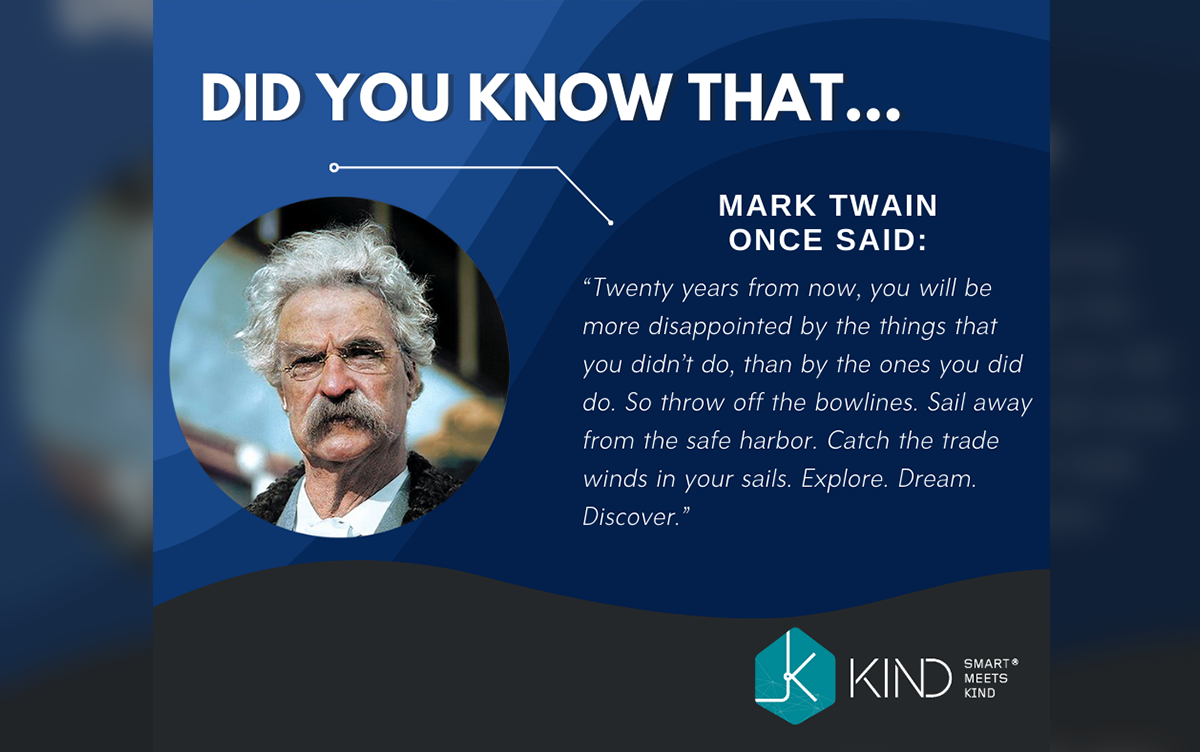 DID YOU KNOW THAT...
MARK TWAIN
ONCE SAID:
“Twenty years from now, you will be
more disappointed by the things that
you didn’t do, than by the ones you did
do. So throw off the bowlines. Sail away
from the safe harbor. Catch the trade
winds in your sails. Explore. Dream.
Discover.”
KIND
SMART®
MEETS
KIND